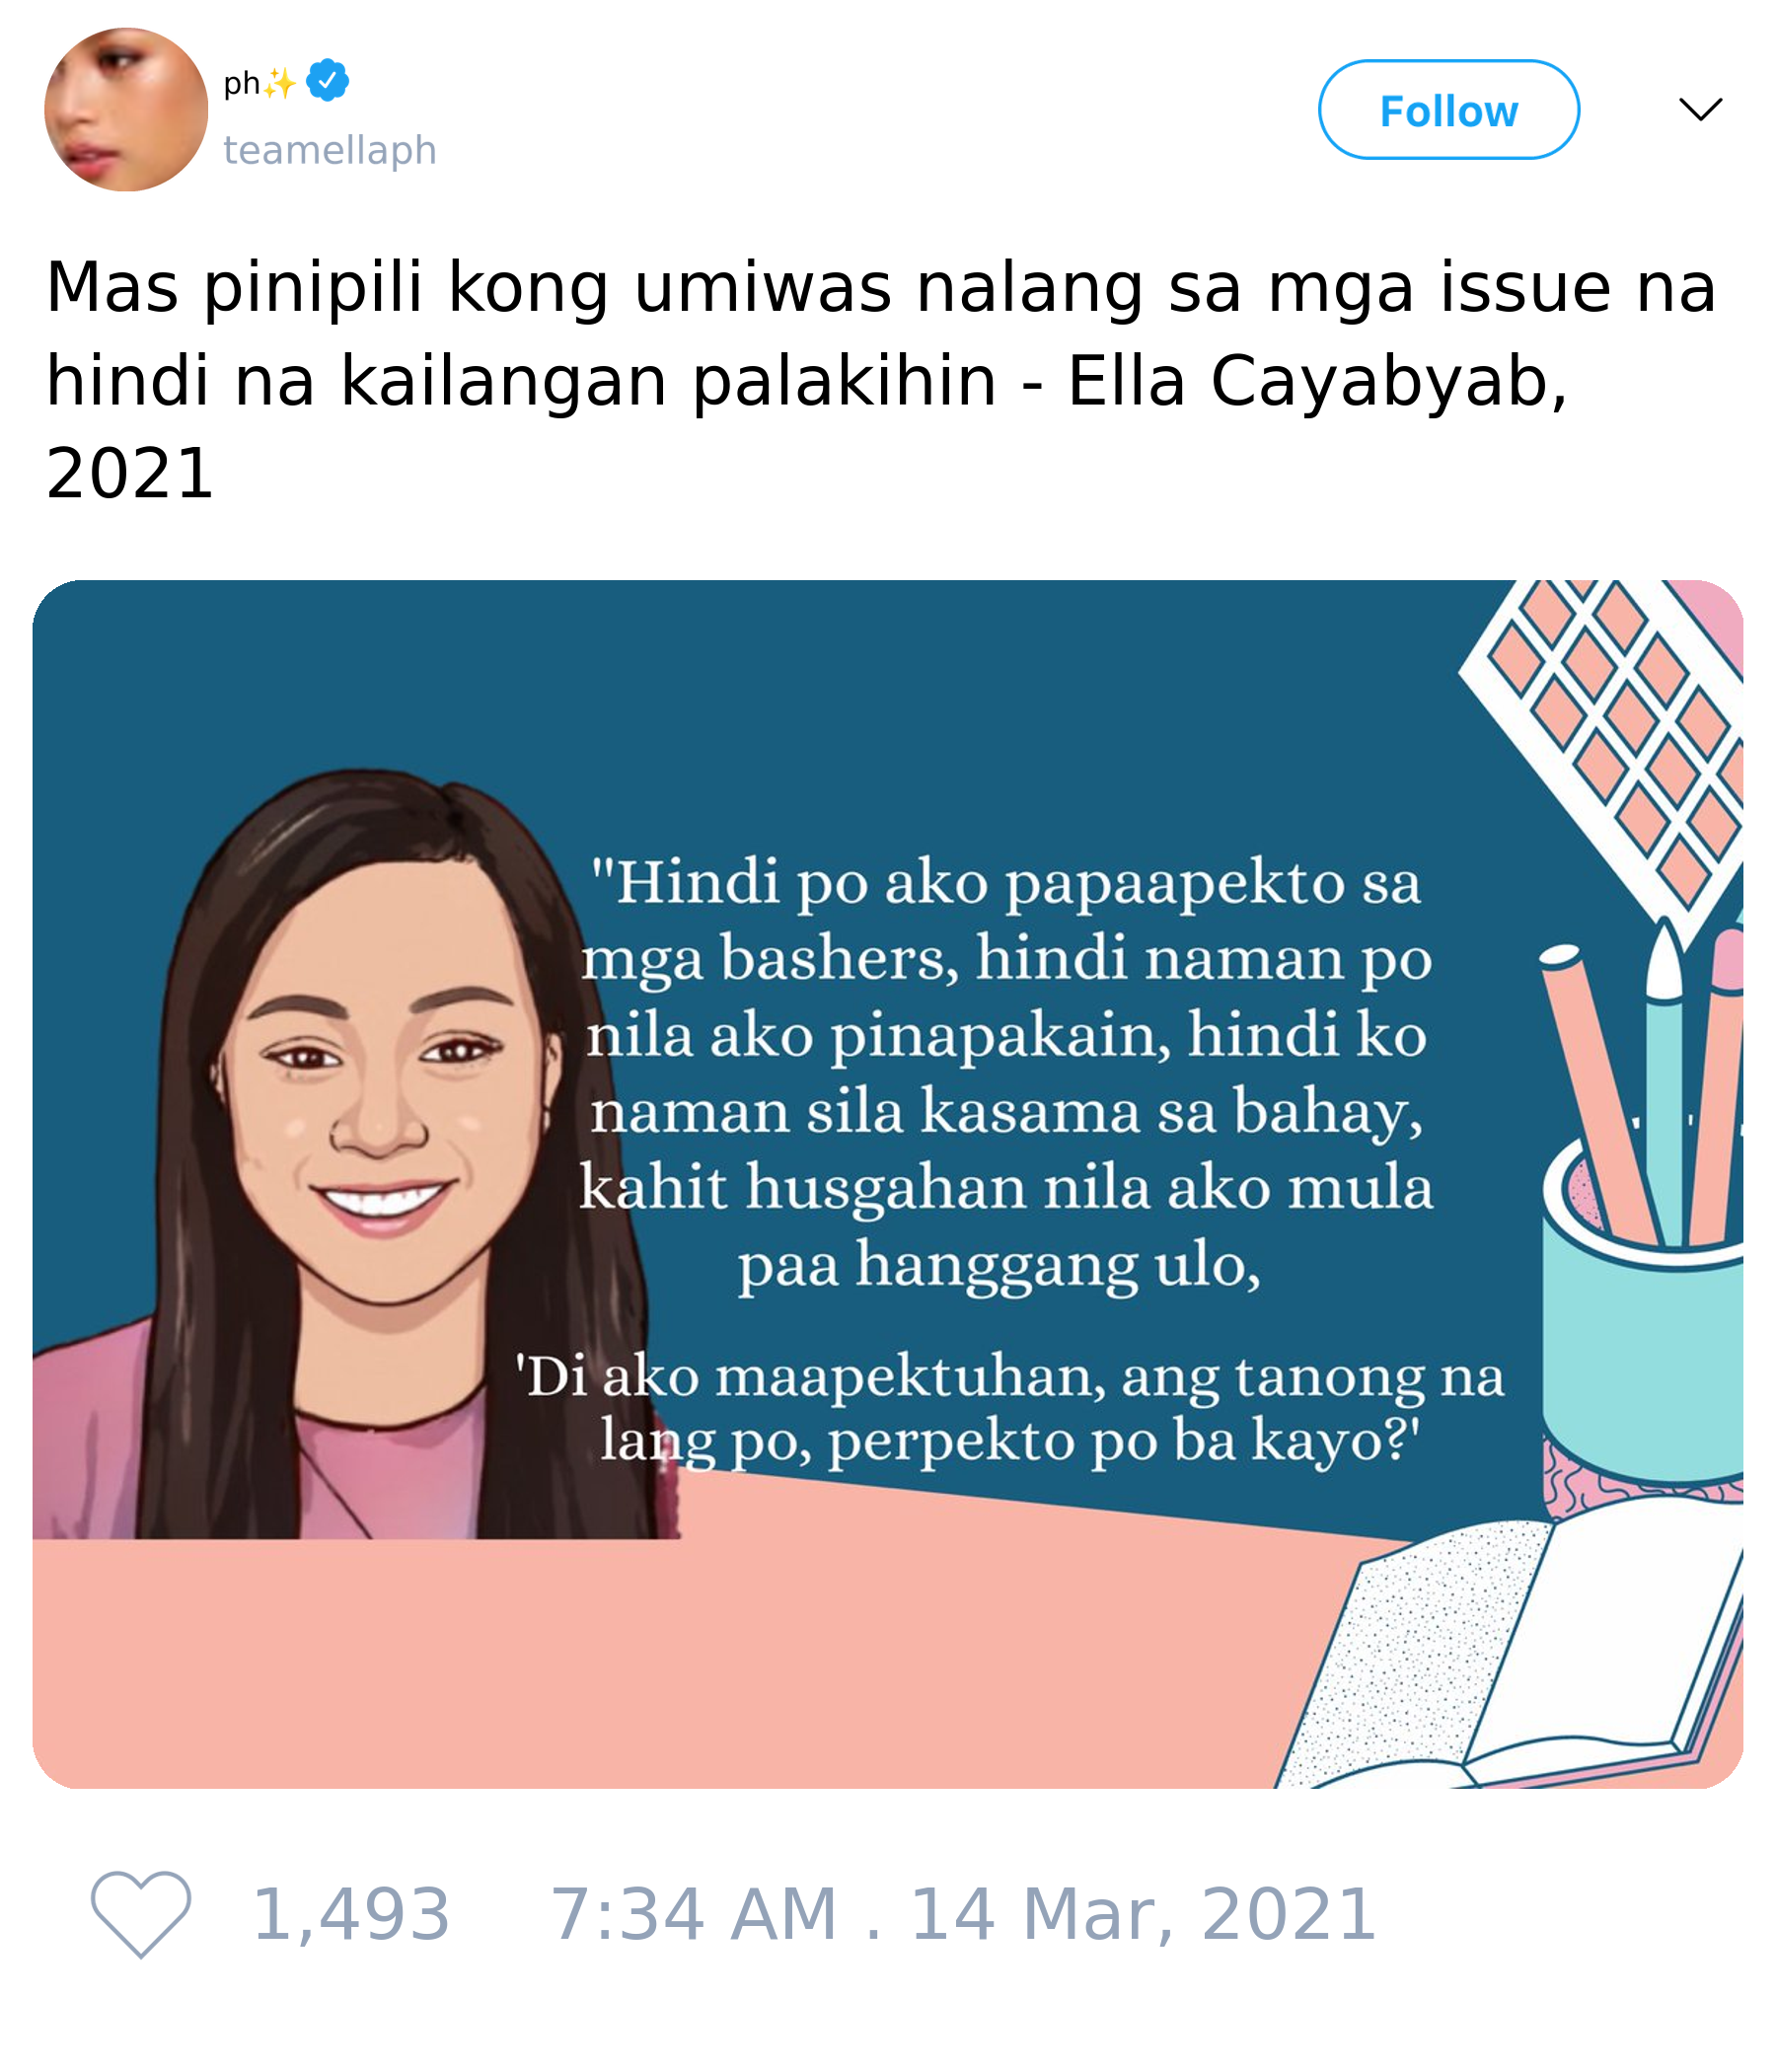 ph✨
teamellaph
Follow
Mas pinipili kong umiwas nalang sa mga issue na
hindi na kailangan palakihin - Ella Cayabyab,
2021
"Hindi po ako papaapekto sa
mga bashers, hindi naman po
nila ako pinapakain, hindi ko
naman sila kasama sa bahay,
kahit husgahan nila ako mula
paa hanggang ulo,
'Di ako maapektuhan, ang tanong na
lang po, perpekto po ba kayo?'
1,493 7:34 AM . 14 Mar, 2021